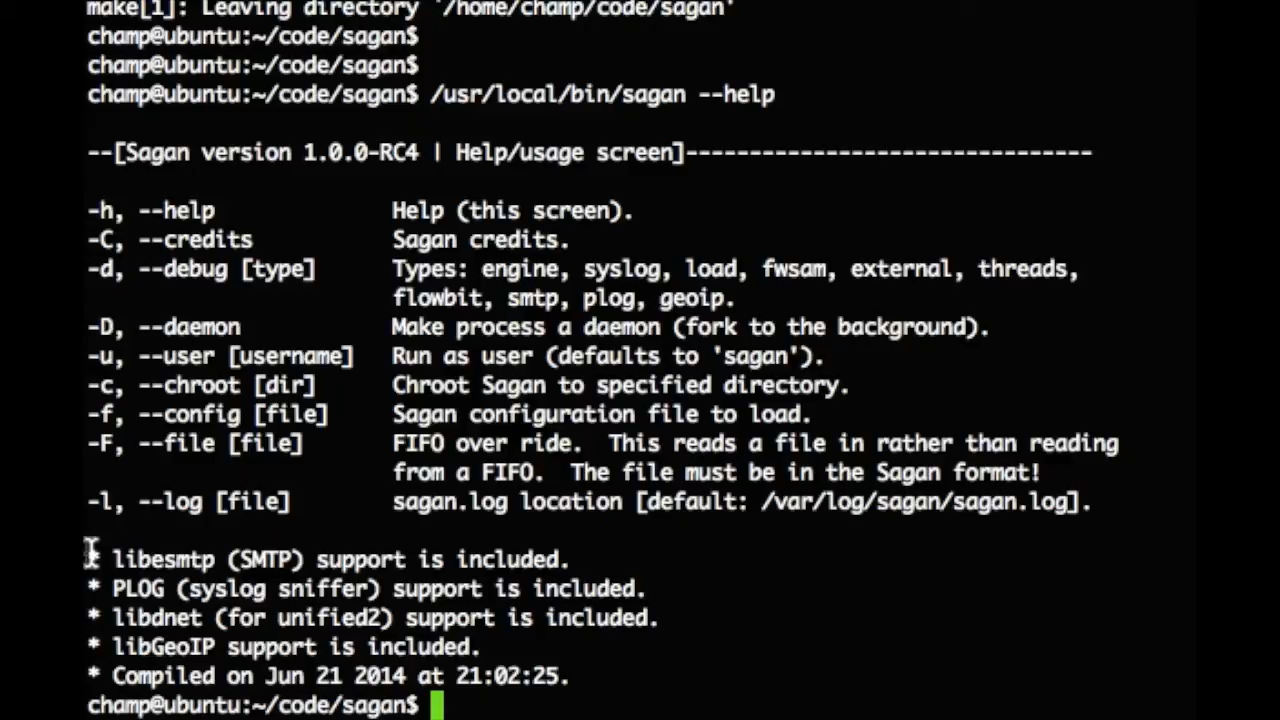 make[1]: Leaving directory '/home/champ/code/sagan'
champ@ubuntu:~/code/sagan$
champ@ubuntu:~/code/sagan$
champ@ubuntu:~/code/sagan$ /usr/local/bin/sagan --help
--[Sagan version 1.0.0-RC4 | Help/usage screen]--------------------------------
-h, --help Help (this screen).
-C, --credits Sagan credits.
-d, --debug [type] Types: engine, syslog, load, fwsam, external, threads,
flowbit, smtp, plog, geoip.
-D, --daemon Make process a daemon (fork to the background).
-u, --user [username] Run as user (defaults to 'sagan').
-c, --chroot [dir] Chroot Sagan to specified directory.
-f, --config [file] Sagan configuration file to load.
-F, --file [file] FIFO over ride. This reads a file in rather than reading
from a FIFO. The file must be in the Sagan format!
-l, --log [file] sagan.log location [default: /var/log/sagan/sagan.log].
* libesmtp (SMTP) support is included.
* PLOG (syslog sniffer) support is included.
* libdnet (for unified2) support is included.
* libGeoIP support is included.
* Compiled on Jun 21 2014 at 21:02:25.
champ@ubuntu:~/code/sagan$